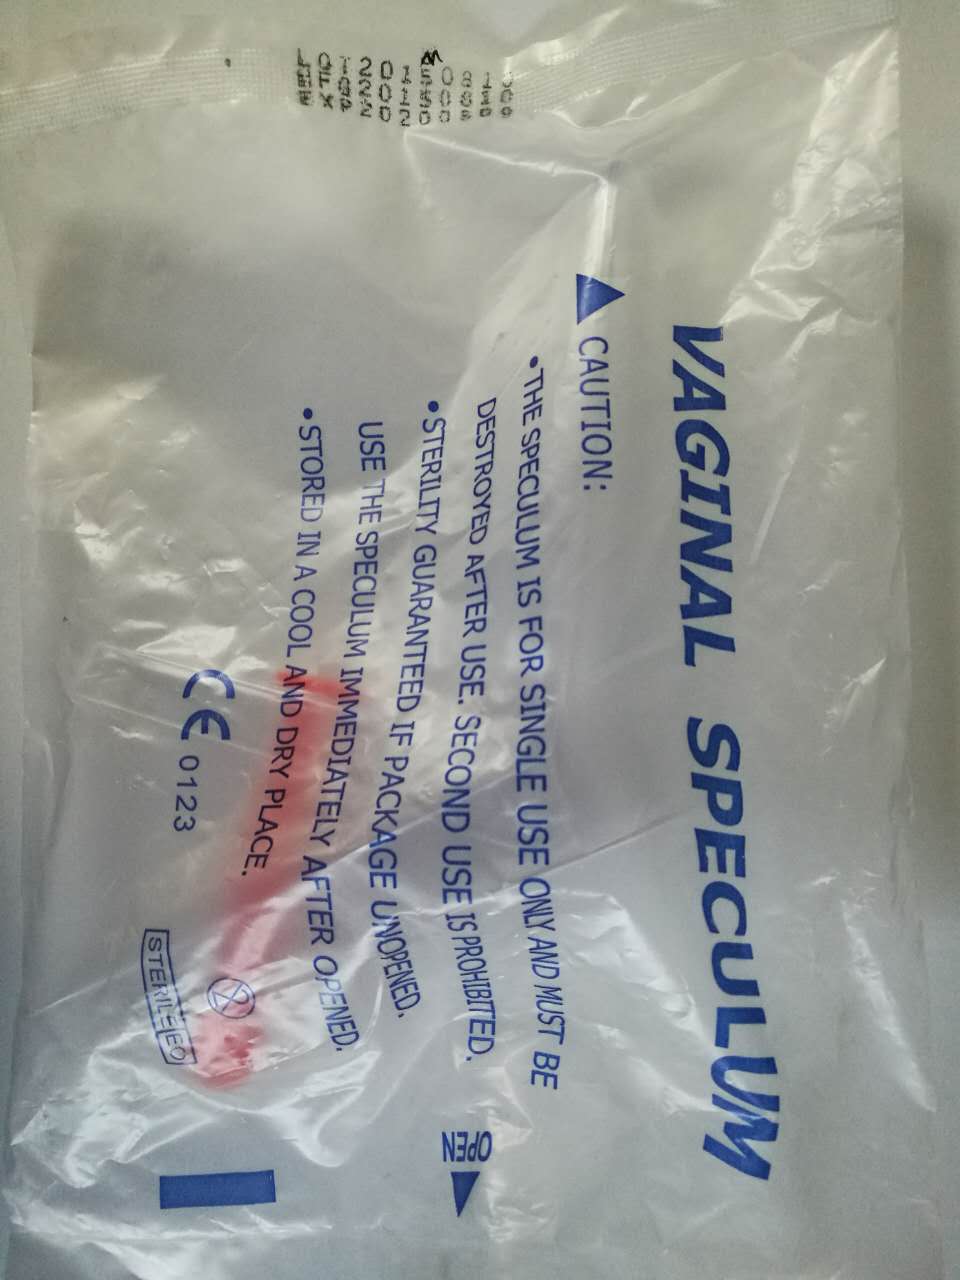 VAGINAL SPECULUM
CAUTION:
•THE SPECULUM IS FOR SINGLE USE ONLY AND MUST BE
DESTROYED AFTER USE. SECOND USE IS PROHIBITED.
•STERILITY GUARANTEED IF PACKAGE UNOPENED.
USE THE SPECULUM IMMEDIATELY AFTER OPENED.
•STORED IN A COOL AND DRY PLACE.
OPEN
CE 0123
2
STERILE EO